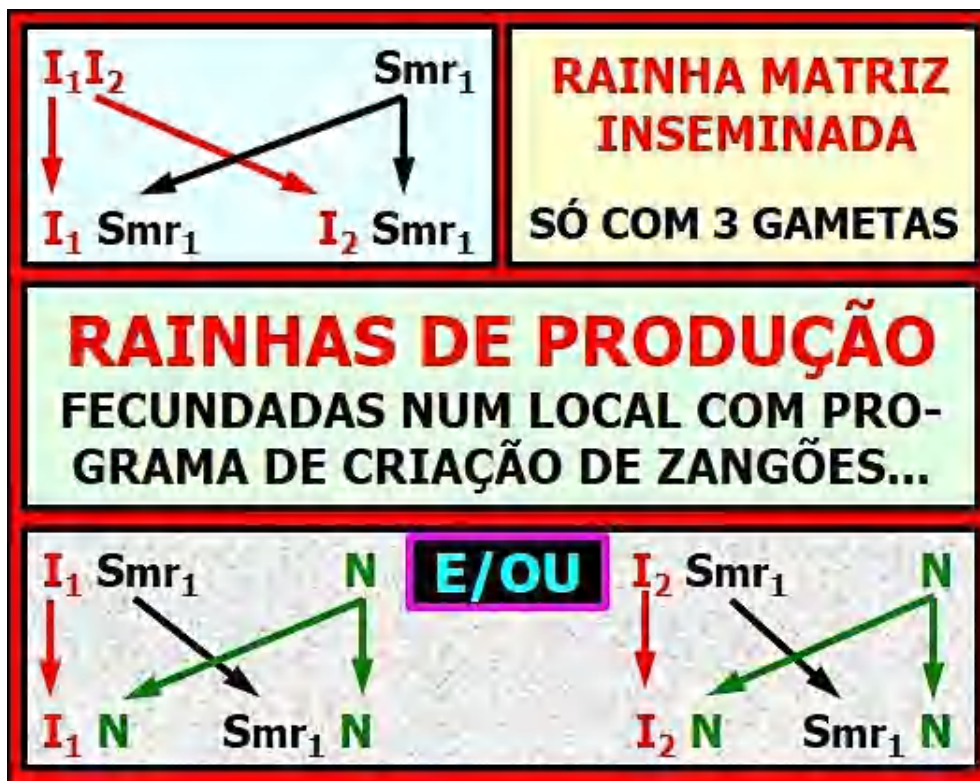 I₁I₂ Smr₁
I₁ Smr₁ I₂ Smr₁
RAINHA MATRIZ
INSEMINADA
SÓ COM 3 GAMETAS
RAINHAS DE PRODUÇÃO
FECUNDADAS NUM LOCAL COM PRO-
GRAMA DE CRIAÇÃO DE ZANGÕES...
I₁ Smr₁ N E/OU I₂ Smr₁ N
I₁ N Smr₁ N I₂ N Smr₁ N